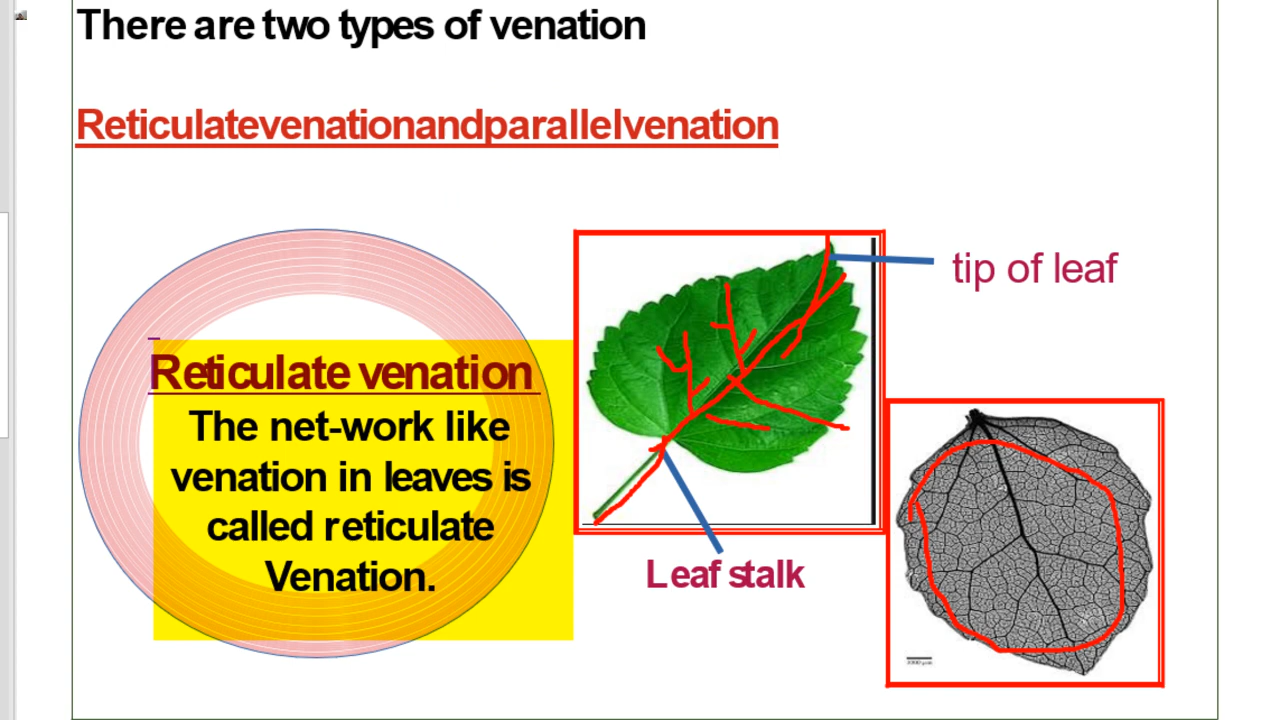 There are two types of venation
Reticulatevenationandparallelvenation
tip of leaf
Reticulate venation
The net-work like
venation in leaves is
called reticulate
Venation.
Leaf stalk